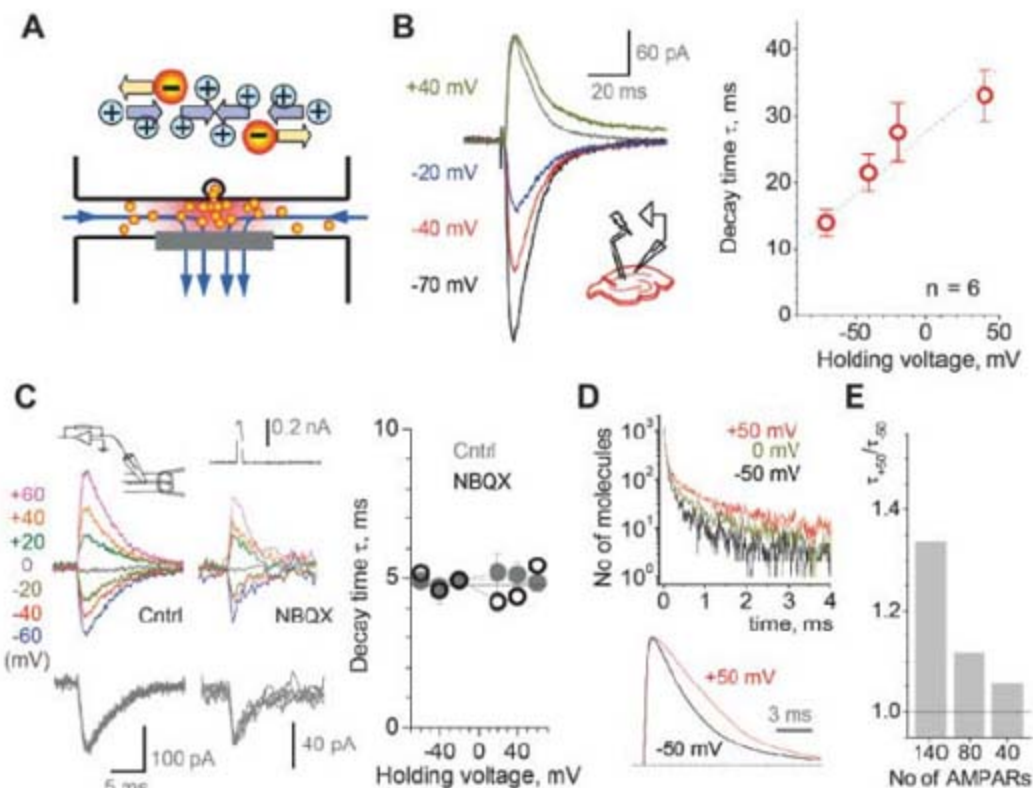 A
+
−
B
+40 mV
-20 mV
-40 mV
-70 mV
60 pA
20 ms
Decay time τ, ms
40
30
20
10
0
-50 0 50
Holding voltage, mV
n = 6
C
0.2 nA
+60
+40
+20
0
-20
-40
-60
(mV)
Cntrl
NBQX
100 pA
5 ms
40 pA
Decay time τ, ms
10
5
0
Cntrl
NBQX
-40 0 40
Holding voltage, mV
D
No of molecules
10³
10²
10¹
10⁰
+50 mV
0 mV
-50 mV
0 1 2 3 4
time, ms
+50 mV
-50 mV
3 ms
E
τ+50/τ-50
1.4
1.2
1.0
140 80 40
No of AMPARs